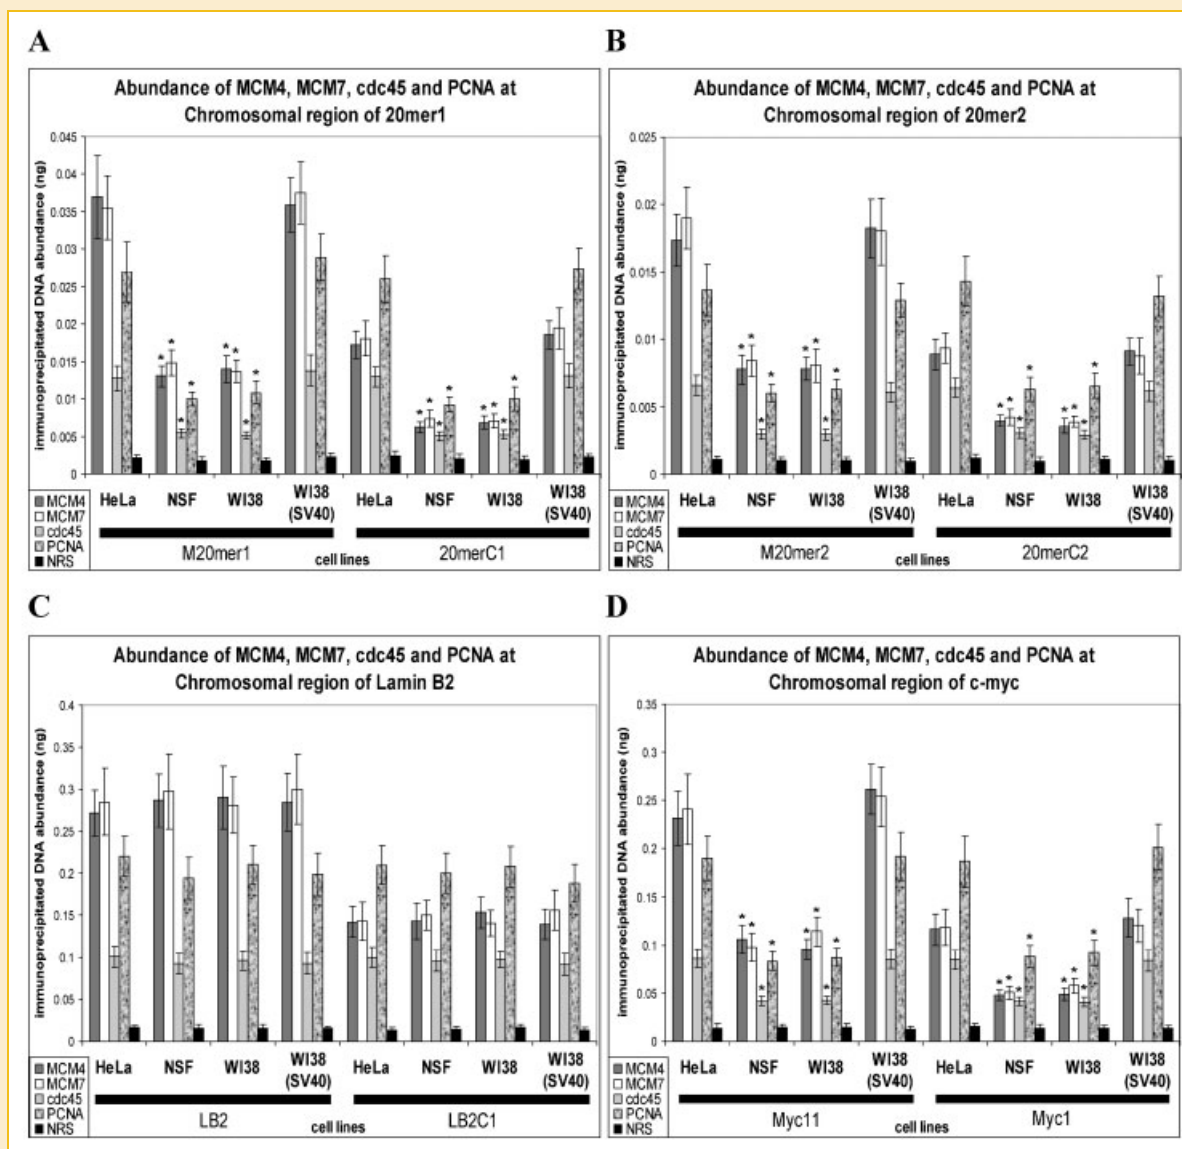 A
Abundance of MCM4, MCM7, cdc45 and PCNA at
Chromosomal region of 20mer1
immunoprecipitated DNA abundance (ng)
0.045
0.04
0.035
0.03
0.025
0.02
0.015
0.01
0.005
0
* * * * * * * *
* * * * * * * *
HeLa NSF WI38 WI38 (SV40) HeLa NSF WI38 WI38 (SV40)
MCM4
MCM7
cdc45
PCNA
NRS
M20mer1 20merC1
cell lines
B
Abundance of MCM4, MCM7, cdc45 and PCNA at
Chromosomal region of 20mer2
immunoprecipitated DNA abundance (ng)
0.025
0.02
0.015
0.01
0.005
0
* * * * * * * *
* * * * * * * *
HeLa NSF WI38 WI38 (SV40) HeLa NSF WI38 WI38 (SV40)
MCM4
MCM7
cdc45
PCNA
NRS
M20mer2 20merC2
cell lines
C
Abundance of MCM4, MCM7, cdc45 and PCNA at
Chromosomal region of Lamin B2
immunoprecipitated DNA abundance (ng)
0.4
0.35
0.3
0.25
0.2
0.15
0.1
0.05
0
HeLa NSF WI38 WI38 (SV40) HeLa NSF WI38 WI38 (SV40)
MCM4
MCM7
cdc45
PCNA
NRS
LB2 LB2C1
cell lines
D
Abundance of MCM4, MCM7, cdc45 and PCNA at
Chromosomal region of c-myc
immunoprecipitated DNA abundance (ng)
0.35
0.3
0.25
0.2
0.15
0.1
0.05
0
* * * * * * * *
* * * * * * * *
HeLa NSF WI38 WI38 (SV40) HeLa NSF WI38 WI38 (SV40)
MCM4
MCM7
cdc45
PCNA
NRS
Myc11 Myc1
cell lines